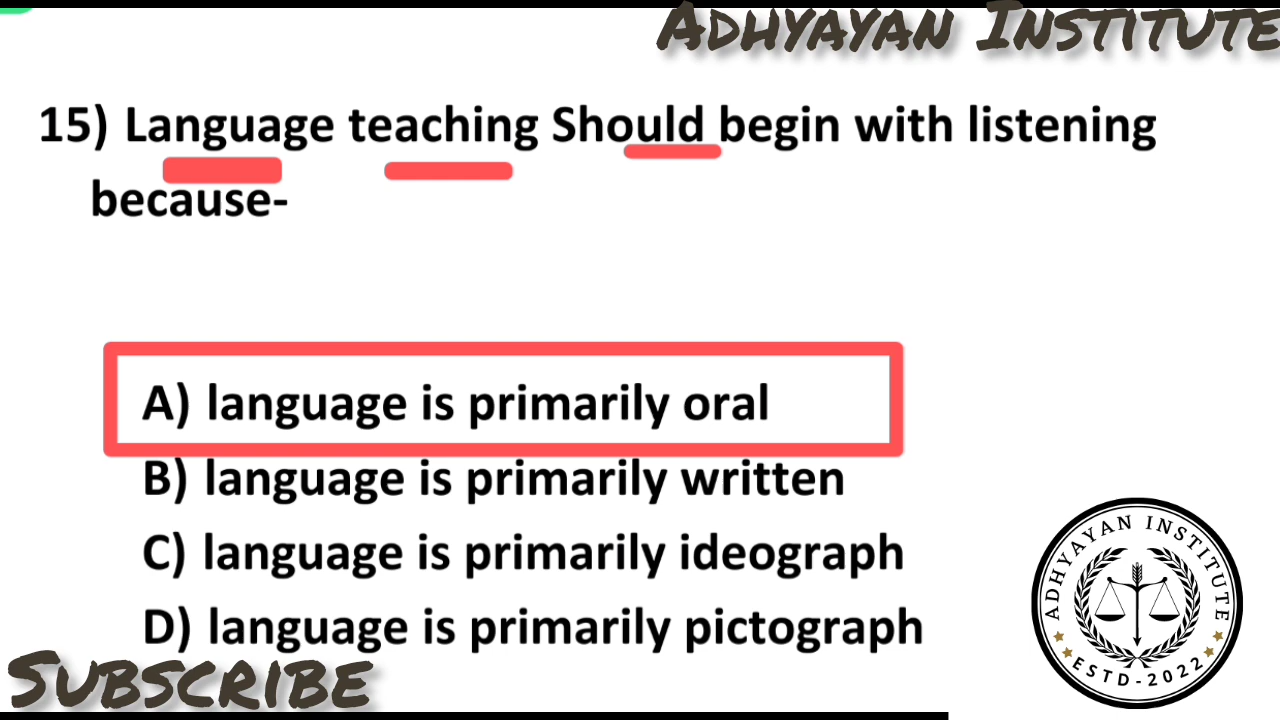 ADHYAYAN INSTITUTE
15) Language teaching Should begin with listening
because-
A) language is primarily oral
B) language is primarily written
C) language is primarily ideograph
D) language is primarily pictograph
SUBSCRIBE
ADHYAYAN INSTITUTE
ESTD-2022